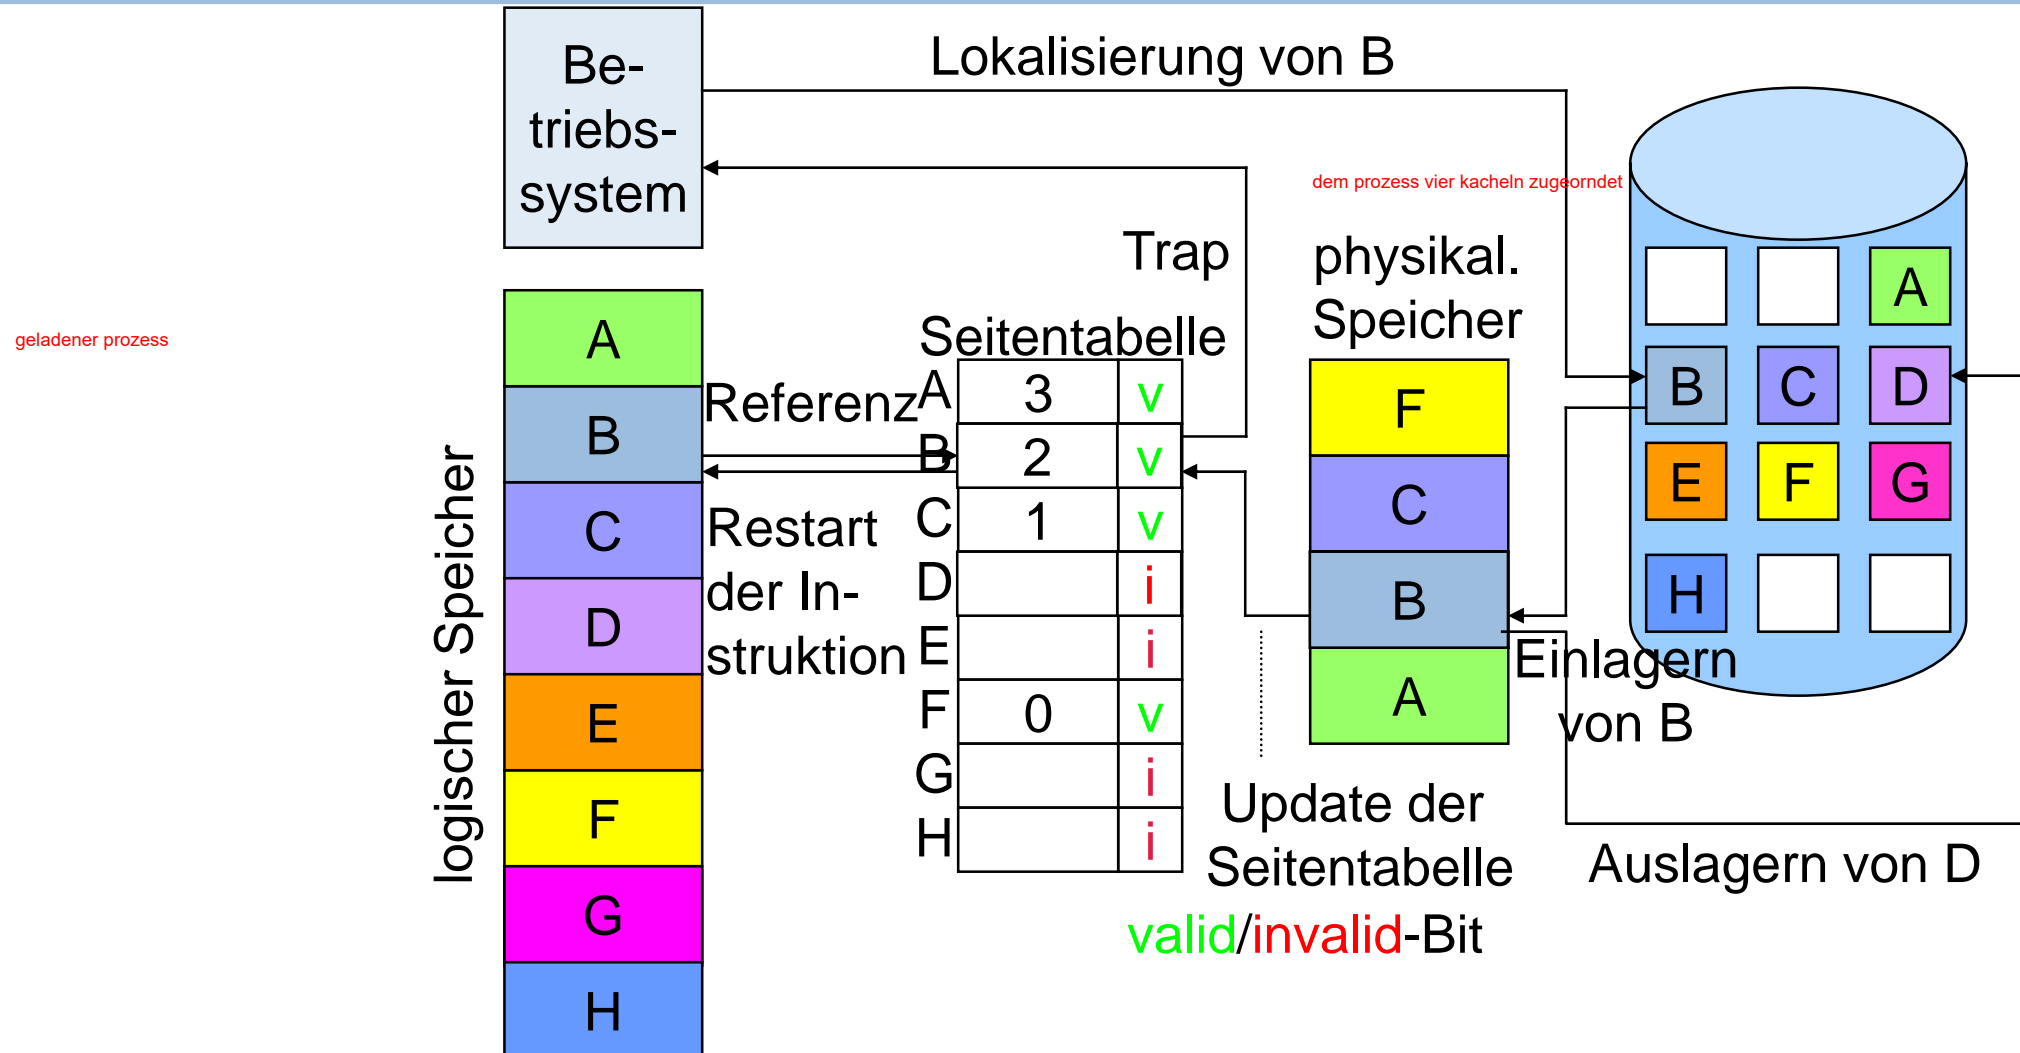 Be-
triebs-
system
Lokalisierung von B
dem prozess vier kacheln zugeorndet
Trap
physikal.
Speicher
geladener prozess
logischer Speicher
A
B
C
D
E
F
G
H
Referenz
Restart
der In-
struktion
Seitentabelle
A 3 v
B 2 v
C 1 v
D i
E i
F 0 v
G i
H i
F
C
B
A
A
B C D
E F G
H
Einlagern
von B
Update der
Seitentabelle
valid/invalid-Bit
Auslagern von D